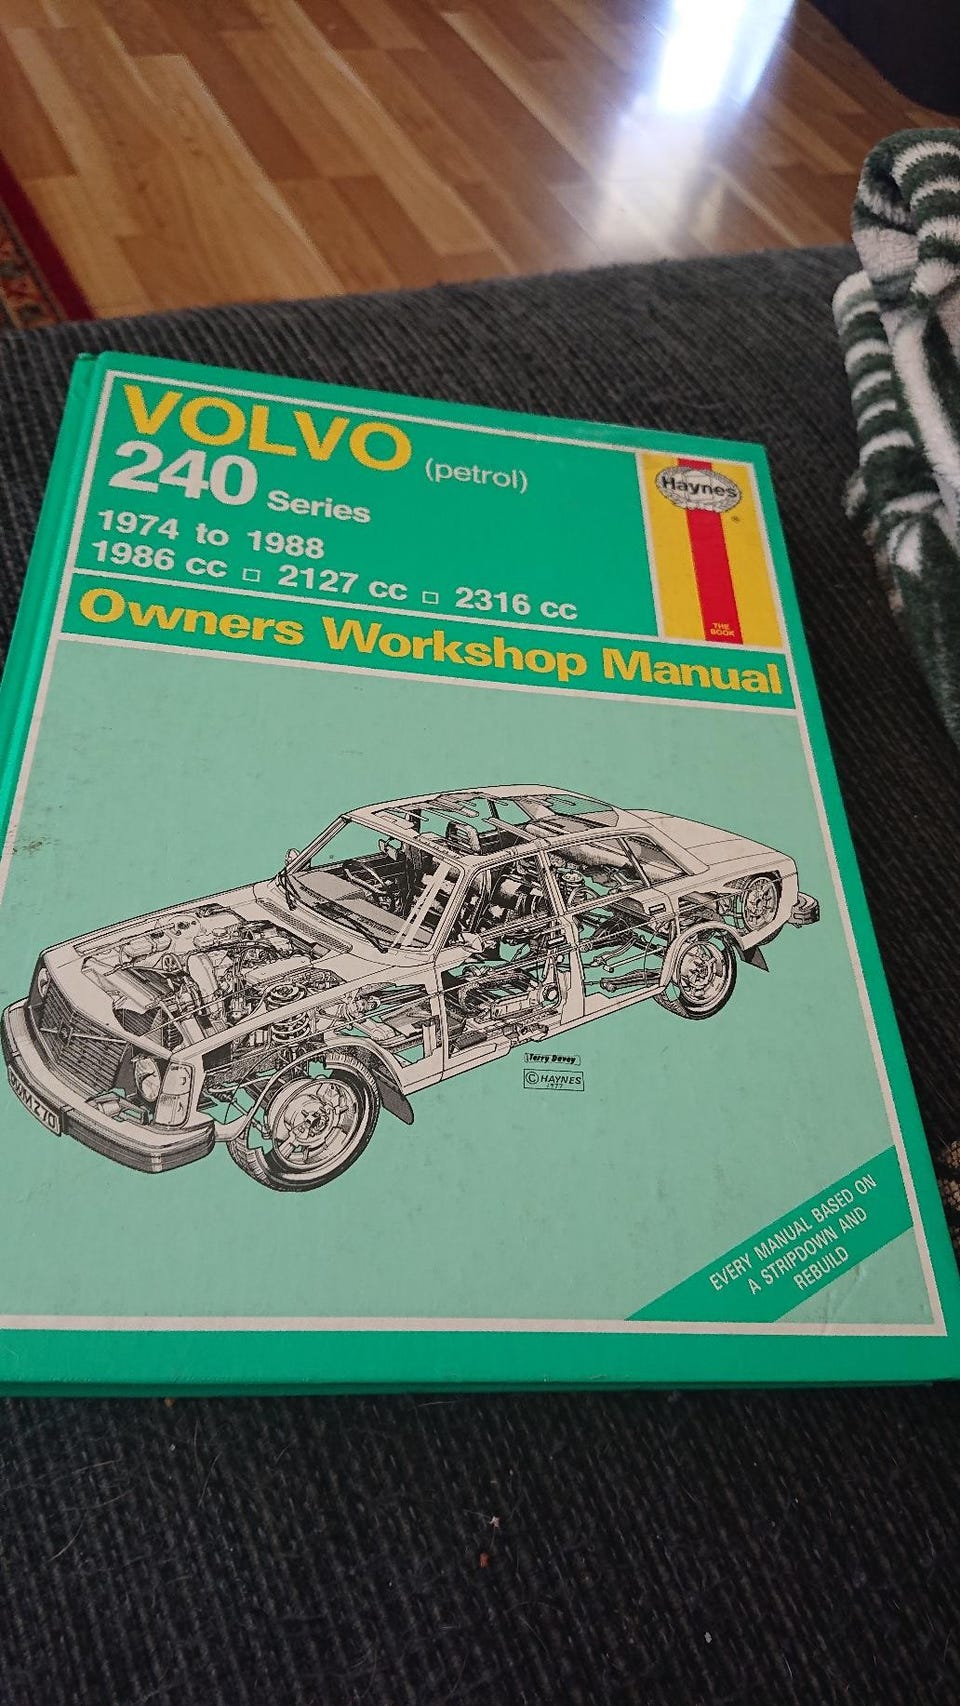 VOLVO (petrol)
240 Series
1974 to 1988
1986 cc □ 2127 cc □ 2316 cc
Haynes
®
THE
BOOK
Owners Workshop Manual
Terry Davey
© HAYNES
1977
EVERY MANUAL BASED ON
A STRIPDOWN AND
REBUILD